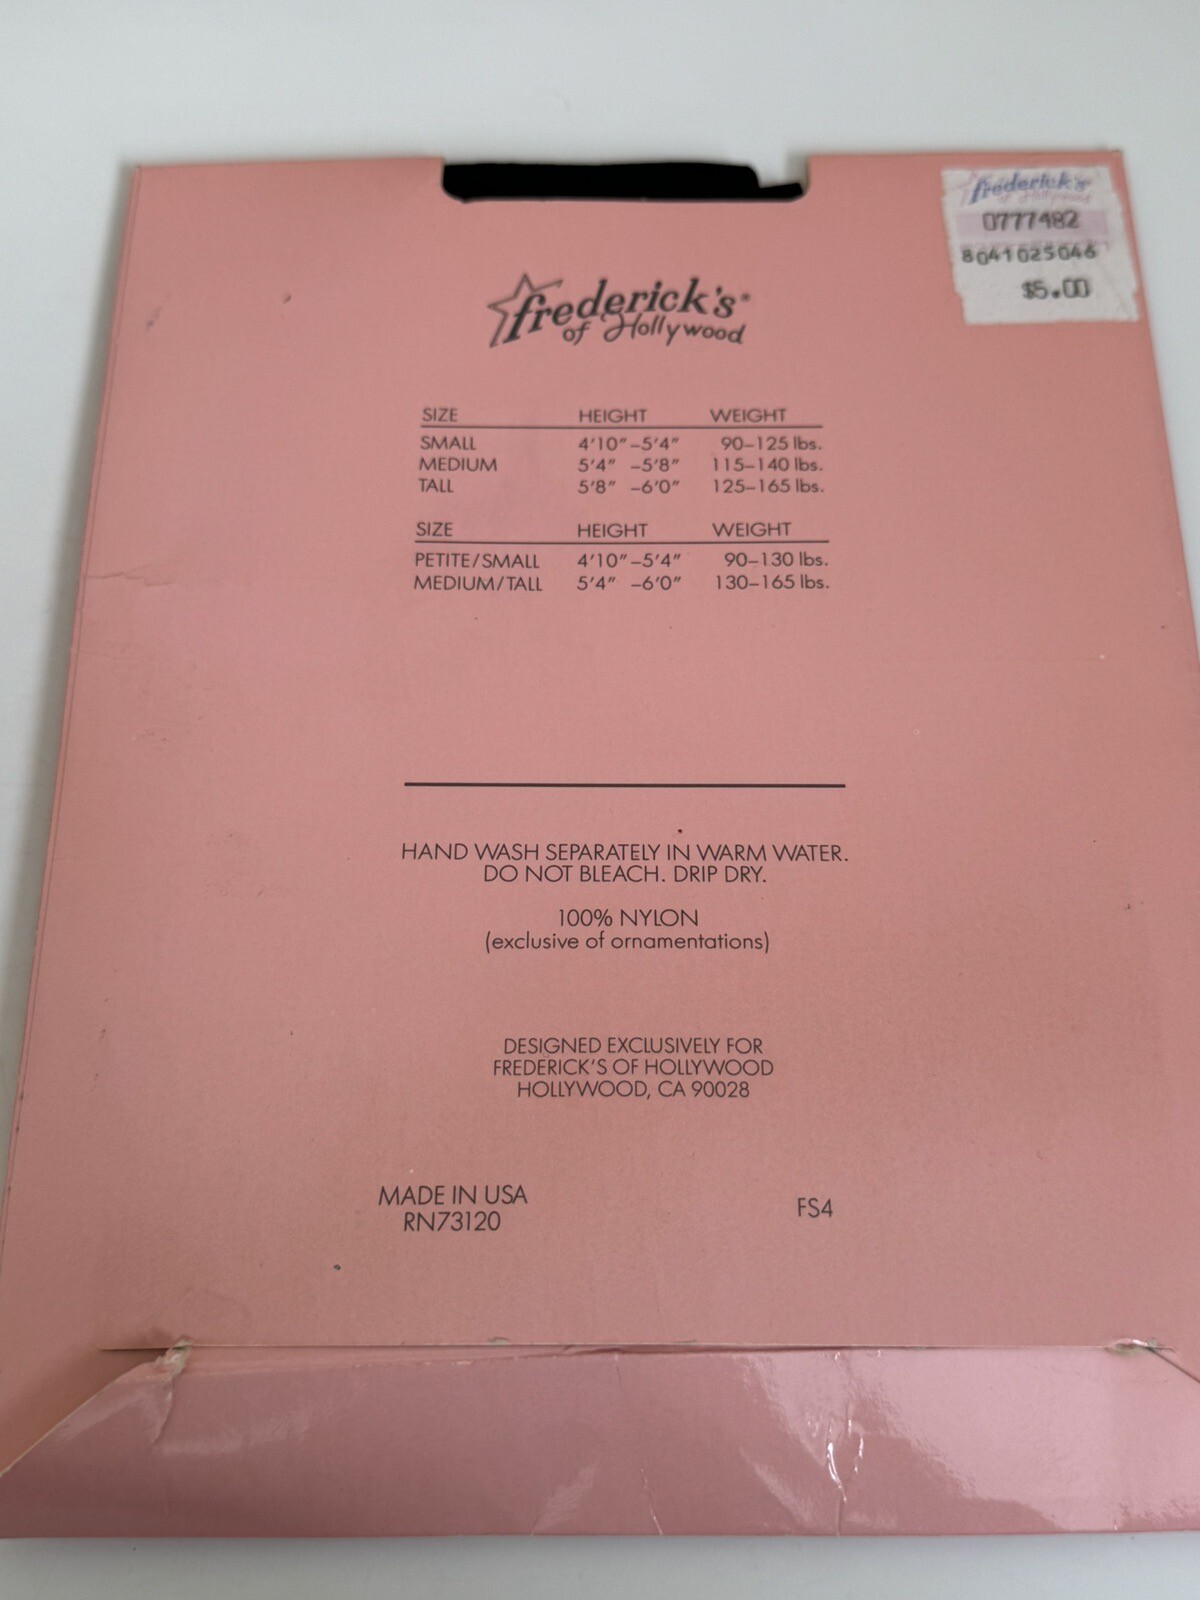 frederick's
of Hollywood
0777482
8041025046
$5.00
frederick's®
of Hollywood
SIZE HEIGHT WEIGHT
SMALL 4'10"–5'4" 90–125 lbs.
MEDIUM 5'4" –5'8" 115–140 lbs.
TALL 5'8" –6'0" 125–165 lbs.
SIZE HEIGHT WEIGHT
PETITE/SMALL 4'10"–5'4" 90–130 lbs.
MEDIUM/TALL 5'4" –6'0" 130–165 lbs.
HAND WASH SEPARATELY IN WARM WATER.
DO NOT BLEACH. DRIP DRY.
100% NYLON
(exclusive of ornamentations)
DESIGNED EXCLUSIVELY FOR
FREDERICK'S OF HOLLYWOOD
HOLLYWOOD, CA 90028
MADE IN USA
RN73120
FS4